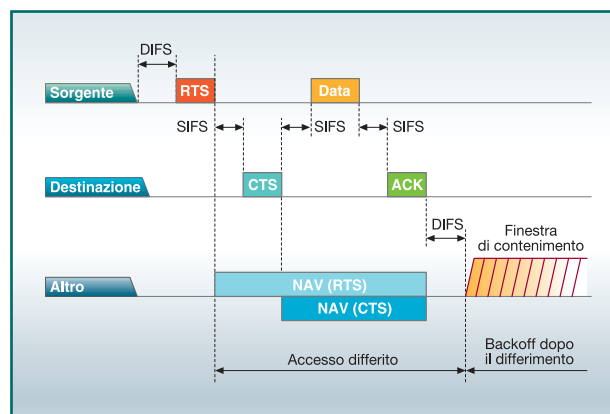 DIFS
Sorgente
RTS
Data
SIFS
SIFS
SIFS
Destinazione
CTS
ACK
DIFS
Finestra
di contenimento
Altro
NAV (RTS)
NAV (CTS)
Accesso differito
Backoff dopo
il differimento